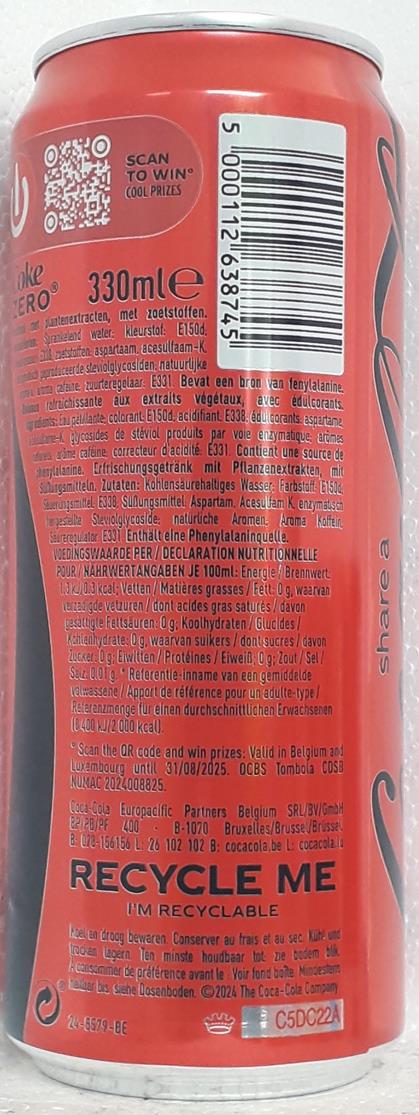 SCAN
TO WIN°
COOL PRIZES
5 000112 638745
oke
ZERO®
330ml e
met plantenextracten, met zoetstoffen.
Sprankelend water; kleurstof: E150d;
E338; zoetstoffen: aspartaam, acesulfaam-K,
geproduceerde steviolglycosiden; natuurlijke
aroma cafeïne; zuurteregelaar: E331. Bevat een bron van fenylalanine.
rafraîchissante aux extraits végétaux, avec édulcorants.
Eau pétillante; colorant: E150d; acidifiant: E338; édulcorants: aspartame,
acésulfame-K, glycosides de stéviol produits par voie enzymatique; arômes
naturels; arôme caféine; correcteur d'acidité: E331. Contient une source de
phénylalanine. Erfrischungsgetränk mit Pflanzenextrakten, mit
Süßungsmitteln. Zutaten: Kohlensäurehaltiges Wasser; Farbstoff: E150d;
Säuerungsmittel: E338; Süßungsmittel: Aspartam, Acesulfam K, enzymatisch
hergestellte Steviolglycoside; natürliche Aromen; Aroma Koffein;
Säureregulator: E331. Enthält eine Phenylalaninquelle.
VOEDINGSWAARDE PER / DECLARATION NUTRITIONNELLE
POUR / NÄHRWERTANGABEN JE 100ml: Energie / Brennwert:
1,3 kJ/0,3 kcal; Vetten / Matières grasses / Fett: 0 g, waarvan
verzadigde vetzuren / dont acides gras saturés / davon
gesättigte Fettsäuren: 0 g; Koolhydraten / Glucides /
Kohlenhydrate: 0 g, waarvan suikers / dont sucres / davon
Zucker: 0 g; Eiwitten / Protéines / Eiweiß: 0 g; Zout / Sel /
Salz: 0,01 g. * Referentie-inname van een gemiddelde
volwassene / Apport de référence pour un adulte-type /
Referenzmenge für einen durchschnittlichen Erwachsenen
(8 400 kJ/2 000 kcal).
° Scan the QR code and win prizes: Valid in Belgium and
Luxembourg until 31/08/2025. OCBS Tombola CDSB
NUMAC 2024008825.
Coca-Cola Europacific Partners Belgium SRL/BV/GmbH
BP/PB/PF 400 - B-1070 Bruxelles/Brussel/Brüssel
B: 078-156156 L: 26 102 102 B: cocacola.be L: cocacola.lu
RECYCLE ME
I'M RECYCLABLE
Koel en droog bewaren. Conserver au frais et au sec. Kühl und
trocken lagern. Ten minste houdbaar tot: zie bodem blik.
A consommer de préférence avant le : Voir fond boîte. Mindestens
haltbar bis: siehe Dosenboden. ©2024 The Coca-Cola Company
24-8579-BE
C5DC22A
share a